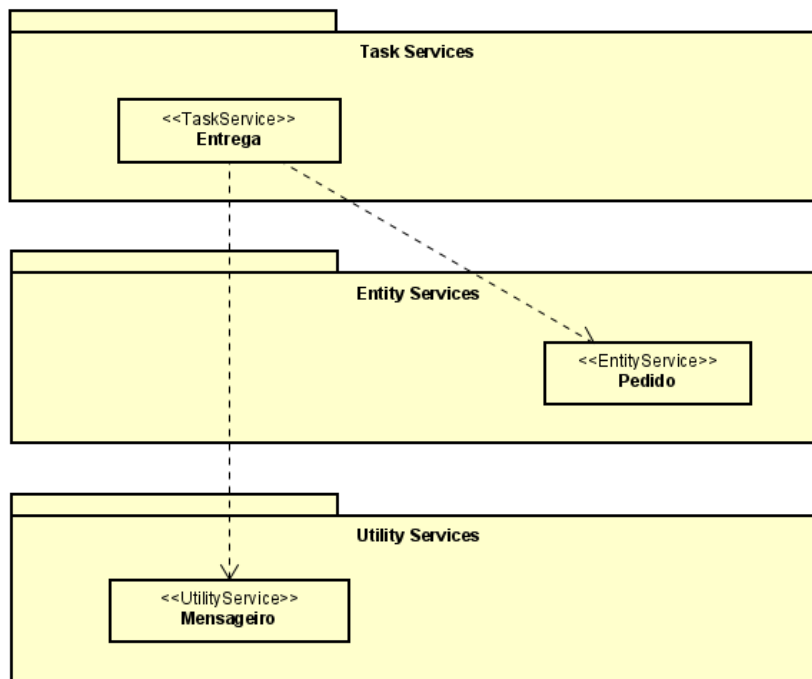 Task Services
<<TaskService>>
Entrega
Entity Services
<<EntityService>>
Pedido
Utility Services
<<UtilityService>>
Mensageiro